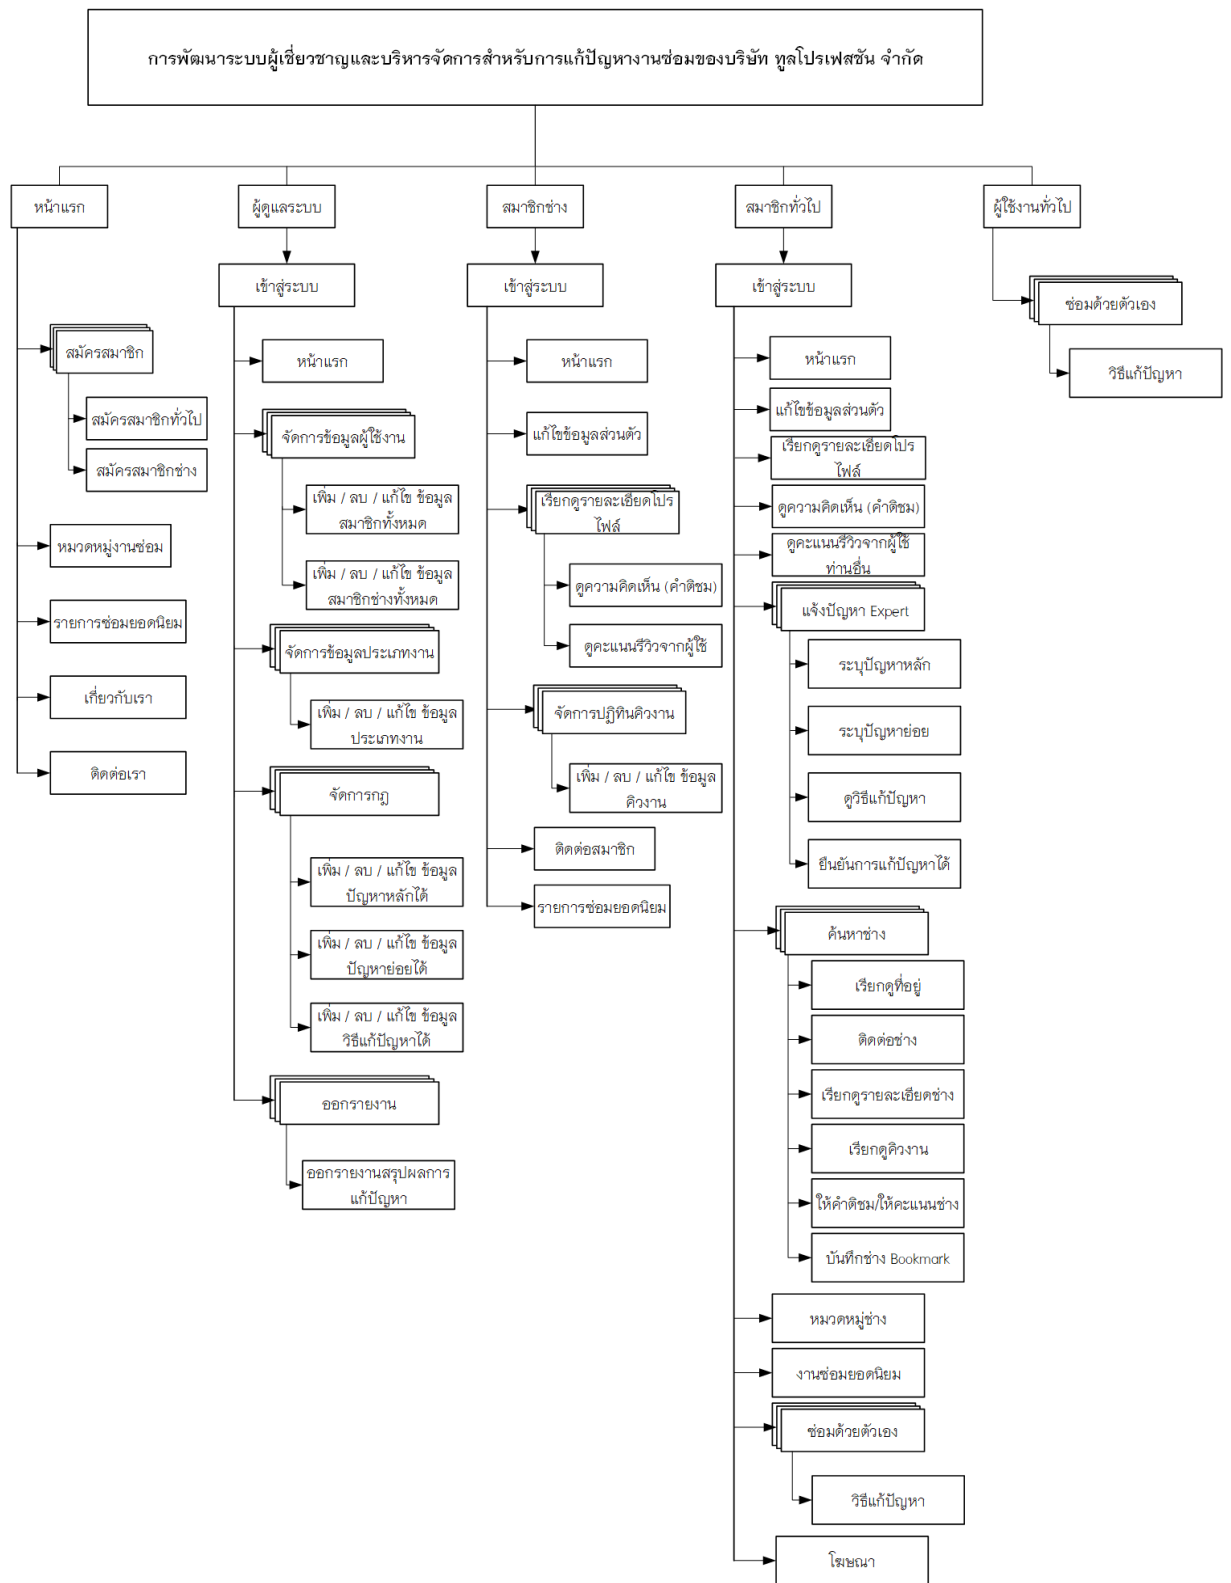 การพัฒนาระบบผู้เชี่ยวชาญและบริหารจัดการสำหรับการแก้ปัญหางานซ่อมของบริษัท ทูลโปรเฟสชัน จำกัด
หน้าแรก
สมัครสมาชิก
สมัครสมาชิกทั่วไป
สมัครสมาชิกช่าง
หมวดหมู่งานซ่อม
รายการซ่อมยอดนิยม
เกี่ยวกับเรา
ติดต่อเรา
ผู้ดูแลระบบ
เข้าสู่ระบบ
หน้าแรก
จัดการข้อมูลผู้ใช้งาน
เพิ่ม / ลบ / แก้ไข ข้อมูล
สมาชิกทั้งหมด
เพิ่ม / ลบ / แก้ไข ข้อมูล
สมาชิกช่างทั้งหมด
จัดการข้อมูลประเภทงาน
เพิ่ม / ลบ / แก้ไข ข้อมูล
ประเภทงาน
จัดการกฎ
เพิ่ม / ลบ / แก้ไข ข้อมูล
ปัญหาหลักได้
เพิ่ม / ลบ / แก้ไข ข้อมูล
ปัญหาย่อยได้
เพิ่ม / ลบ / แก้ไข ข้อมูล
วิธีแก้ปัญหาได้
ออกรายงาน
ออกรายงานสรุปผลการ
แก้ปัญหา
สมาชิกช่าง
เข้าสู่ระบบ
หน้าแรก
แก้ไขข้อมูลส่วนตัว
เรียกดูรายละเอียดโปร
ไฟล์
ดูความคิดเห็น (คำติชม)
ดูคะแนนรีวิวจากผู้ใช้
จัดการปฏิทินคิวงาน
เพิ่ม / ลบ / แก้ไข ข้อมูล
คิวงาน
ติดต่อสมาชิก
รายการซ่อมยอดนิยม
สมาชิกทั่วไป
เข้าสู่ระบบ
หน้าแรก
แก้ไขข้อมูลส่วนตัว
เรียกดูรายละเอียดโปร
ไฟล์
ดูความคิดเห็น (คำติชม)
ดูคะแนนรีวิวจากผู้ใช้
ท่านอื่น
แจ้งปัญหา Expert
ระบุปัญหาหลัก
ระบุปัญหาย่อย
ดูวิธีแก้ปัญหา
ยืนยันการแก้ปัญหาได้
ค้นหาช่าง
เรียกดูที่อยู่
ติดต่อช่าง
เรียกดูรายละเอียดช่าง
เรียกดูคิวงาน
ให้คำติชม/ให้คะแนนช่าง
บันทึกช่าง Bookmark
หมวดหมู่ช่าง
งานซ่อมยอดนิยม
ซ่อมด้วยตัวเอง
วิธีแก้ปัญหา
โฆษณา
ผู้ใช้งานทั่วไป
ซ่อมด้วยตัวเอง
วิธีแก้ปัญหา